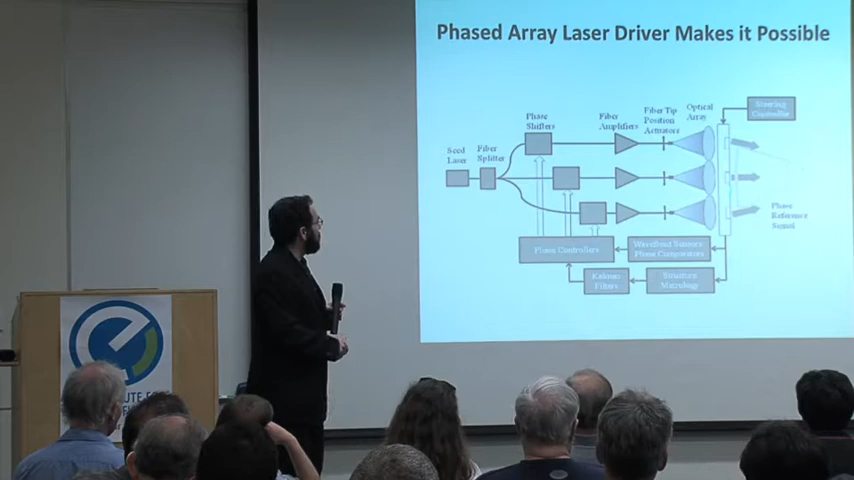 Phased Array Laser Driver Makes it Possible
Phase
Shifters
Fiber
Amplifiers
Fiber Tip
Position
Actuators
Optical
Array
Steering
Controller
Seed
Laser
Fiber
Splitter
Phase
Reference
Signal
Phase Controllers
Wavefront Sensors
Phase Comparators
Kalman
Filters
Structure
Metrology